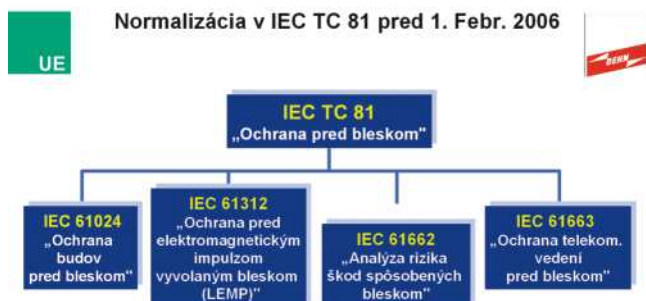 Normalizácia v IEC TC 81 pred 1. Febr. 2006
UE
DEHN
IEC TC 81
„Ochrana pred bleskom"
IEC 61024
„Ochrana
budov
pred bleskom"
IEC 61312
„Ochrana pred
elektromagnetickým
impulzom
vyvolaným bleskom
(LEMP)"
IEC 61662
„Analýza rizika
škod spôsobených
bleskom"
IEC 61663
„Ochrana telekom.
vedení
pred bleskom"